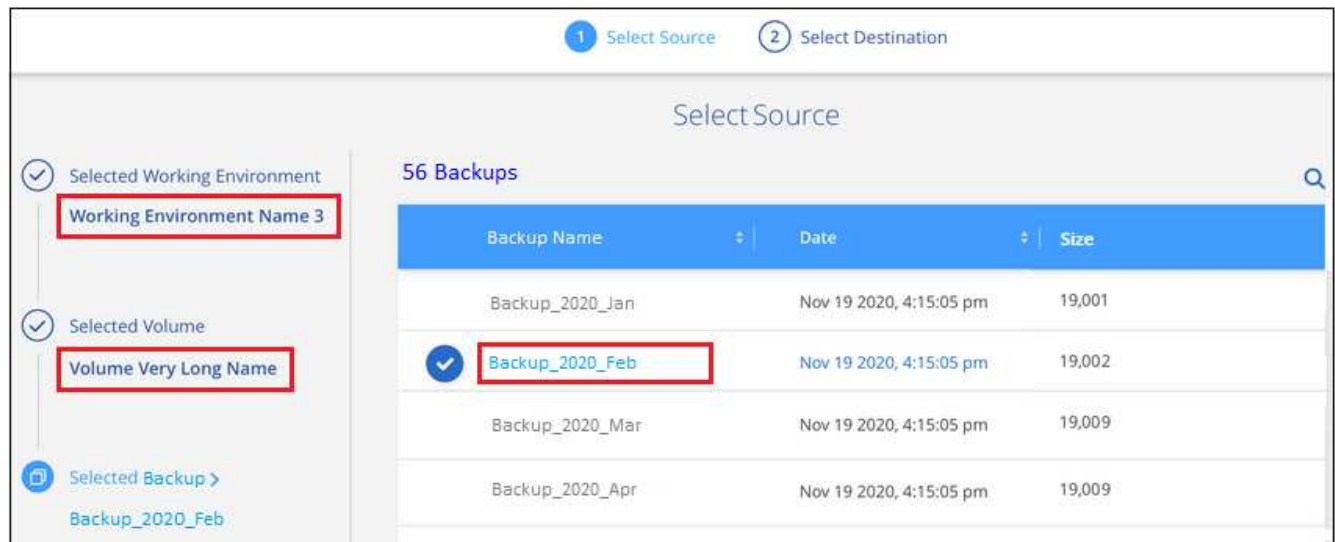 1 Select Source 2 Select Destination
Select Source
Selected Working Environment
Working Environment Name 3
Selected Volume
Volume Very Long Name
Selected Backup >
Backup_2020_Feb
56 Backups
Backup Name Date Size
Backup_2020_Jan Nov 19 2020, 4:15:05 pm 19,001
Backup_2020_Feb Nov 19 2020, 4:15:05 pm 19,002
Backup_2020_Mar Nov 19 2020, 4:15:05 pm 19,009
Backup_2020_Apr Nov 19 2020, 4:15:05 pm 19,009